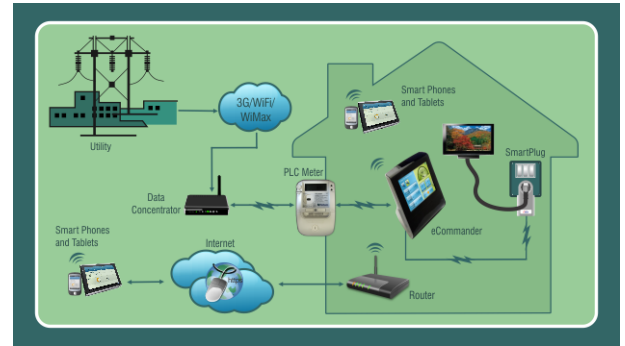 Utility
3G/WiFi/
WiMax
Smart Phones
and Tablets
SmartPlug
PLC Meter
Data
Concentrator
eCommander
Smart Phones
and Tablets
Internet
Router